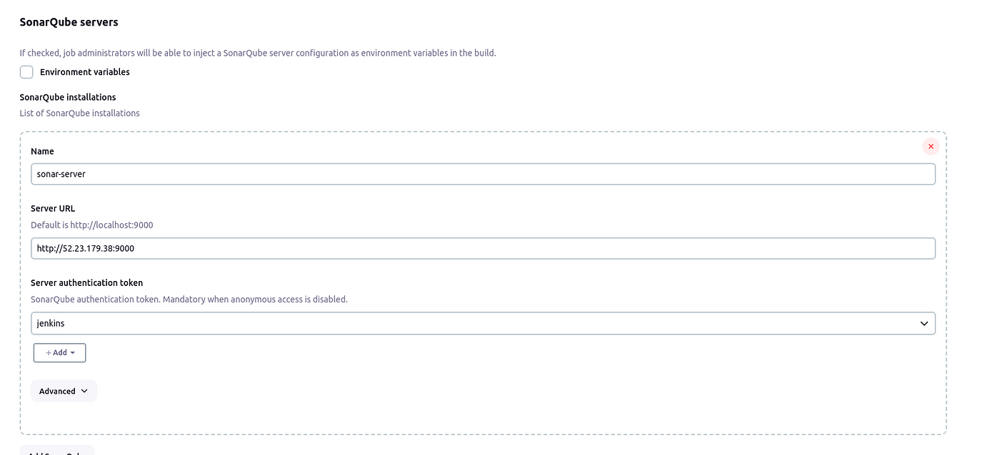 SonarQube servers
If checked, job administrators will be able to inject a SonarQube server configuration as environment variables in the build.
Environment variables
SonarQube installations
List of SonarQube installations
Name
sonar-server
Server URL
Default is http://localhost:9000
http://52.23.179.38:9000
Server authentication token
SonarQube authentication token. Mandatory when anonymous access is disabled.
jenkins
+ Add
Advanced
Add SonarQube